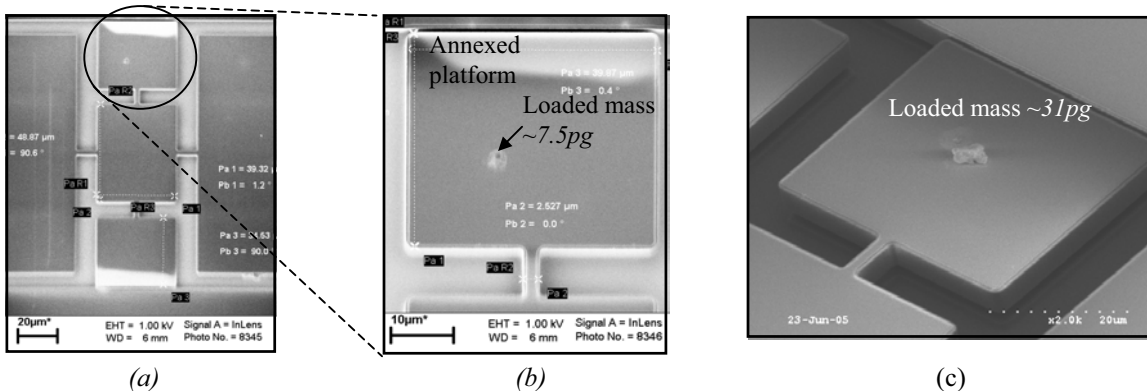 Pa R5
= 48.87 µm
= 90.6 °
Pa 1 = 39.32
Pb 1 = 1.2 °
Pa R1
Pa 2
Pa R3
Pa 1
Pb 3 = 90.0
Pa 3
20µm*
EHT = 1.00 kV
WD = 6 mm
Signal A = InLens
Photo No. = 8345
(a)
Pa R1
R3
Annexed
platform
Pa 3 = 39.87 µm
Pb 3 = 0.4 °
Loaded mass
~7.5pg
Pa 2 = 2.527 µm
Pb 2 = 0.0 °
Pa 1
Pa R2
Pa 2
10µm*
EHT = 1.00 kV
WD = 6 mm
Signal A = InLens
Photo No. = 8346
(b)
Loaded mass ~31pg
23-Jun-05
x2.0k 20um
(c)